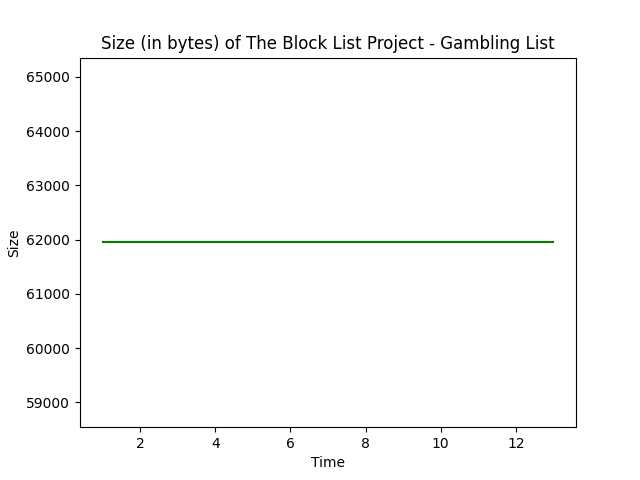 Size (in bytes) of The Block List Project - Gambling List
65000
64000
63000
62000
61000
60000
59000
Size
2 4 6 8 10 12
Time